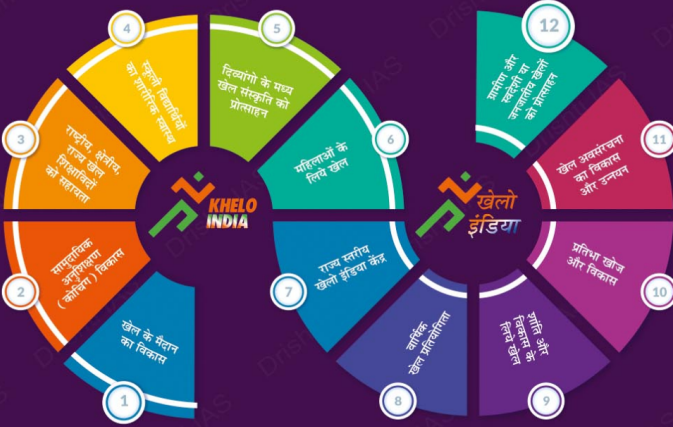 1
खेल के मैदान
का विकास
2
सामुदायिक
अनुशिक्षण
(कोचिंग) विकास
3
राष्ट्रीय, क्षेत्रीय,
राज्य खेल
शिक्षाविदों
को सहायता
4
स्कूली विद्यार्थियों
का शारीरिक स्वास्थ्य
5
दिव्यांगो के मध्य
खेल संस्कृति को
प्रोत्साहन
6
महिलाओं के
लिये खेल
KHELO
INDIA
7
राज्य स्तरीय
खेलो इंडिया केंद्र
8
वार्षिक
खेल प्रतियोगिता
9
शांति और
विकास के
लिये खेल
10
प्रतिभा खोज
और विकास
11
खेल अवसंरचना
का विकास
और उन्नयन
12
ग्रामीण और
स्वदेशी या
जनजातीय खेलों
को प्रोत्साहन
खेलो
इंडिया